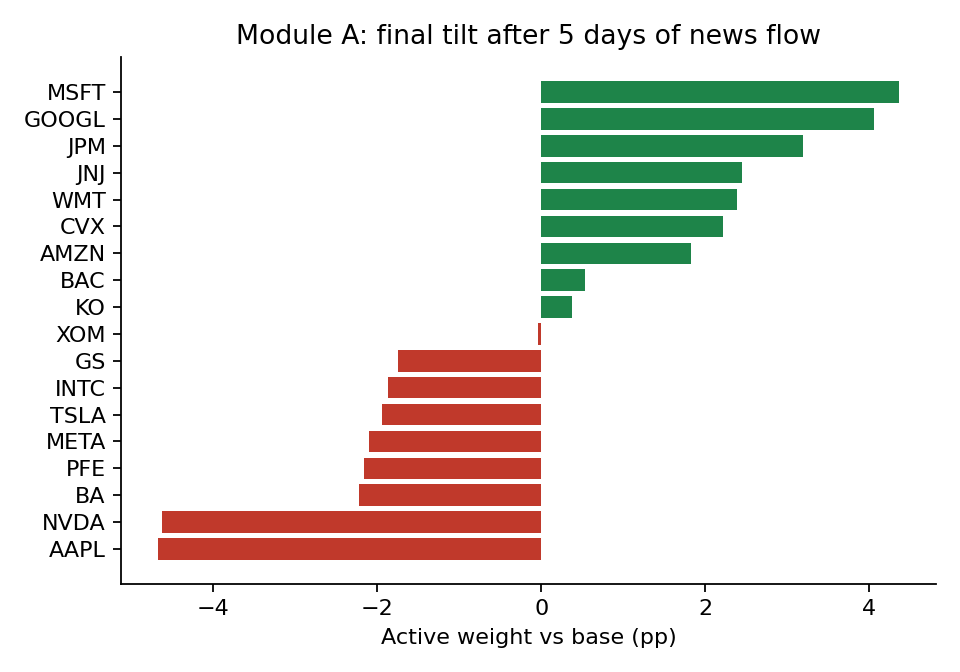 Module A: final tilt after 5 days of news flow
MSFT
GOOGL
JPM
JNJ
WMT
CVX
AMZN
BAC
KO
XOM
GS
INTC
TSLA
META
PFE
BA
NVDA
AAPL
−4 −2 0 2 4
Active weight vs base (pp)